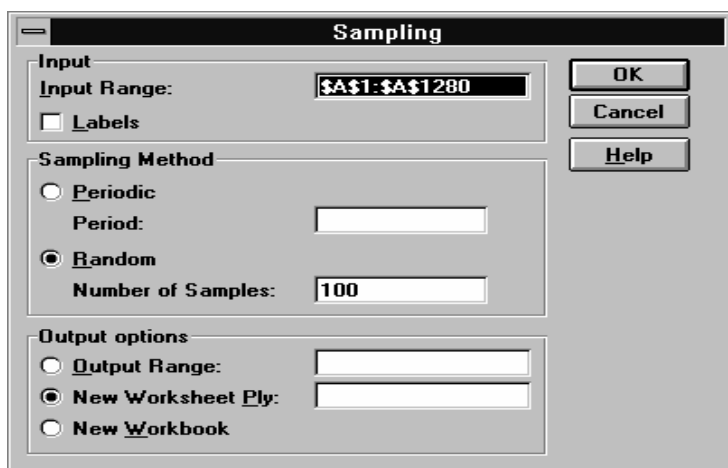 Sampling
Input
Input Range: $A$1:$A$1280
Labels
OK
Cancel
Help
Sampling Method
Periodic
Period:
Random
Number of Samples: 100
Output options
Output Range:
New Worksheet Ply:
New Workbook